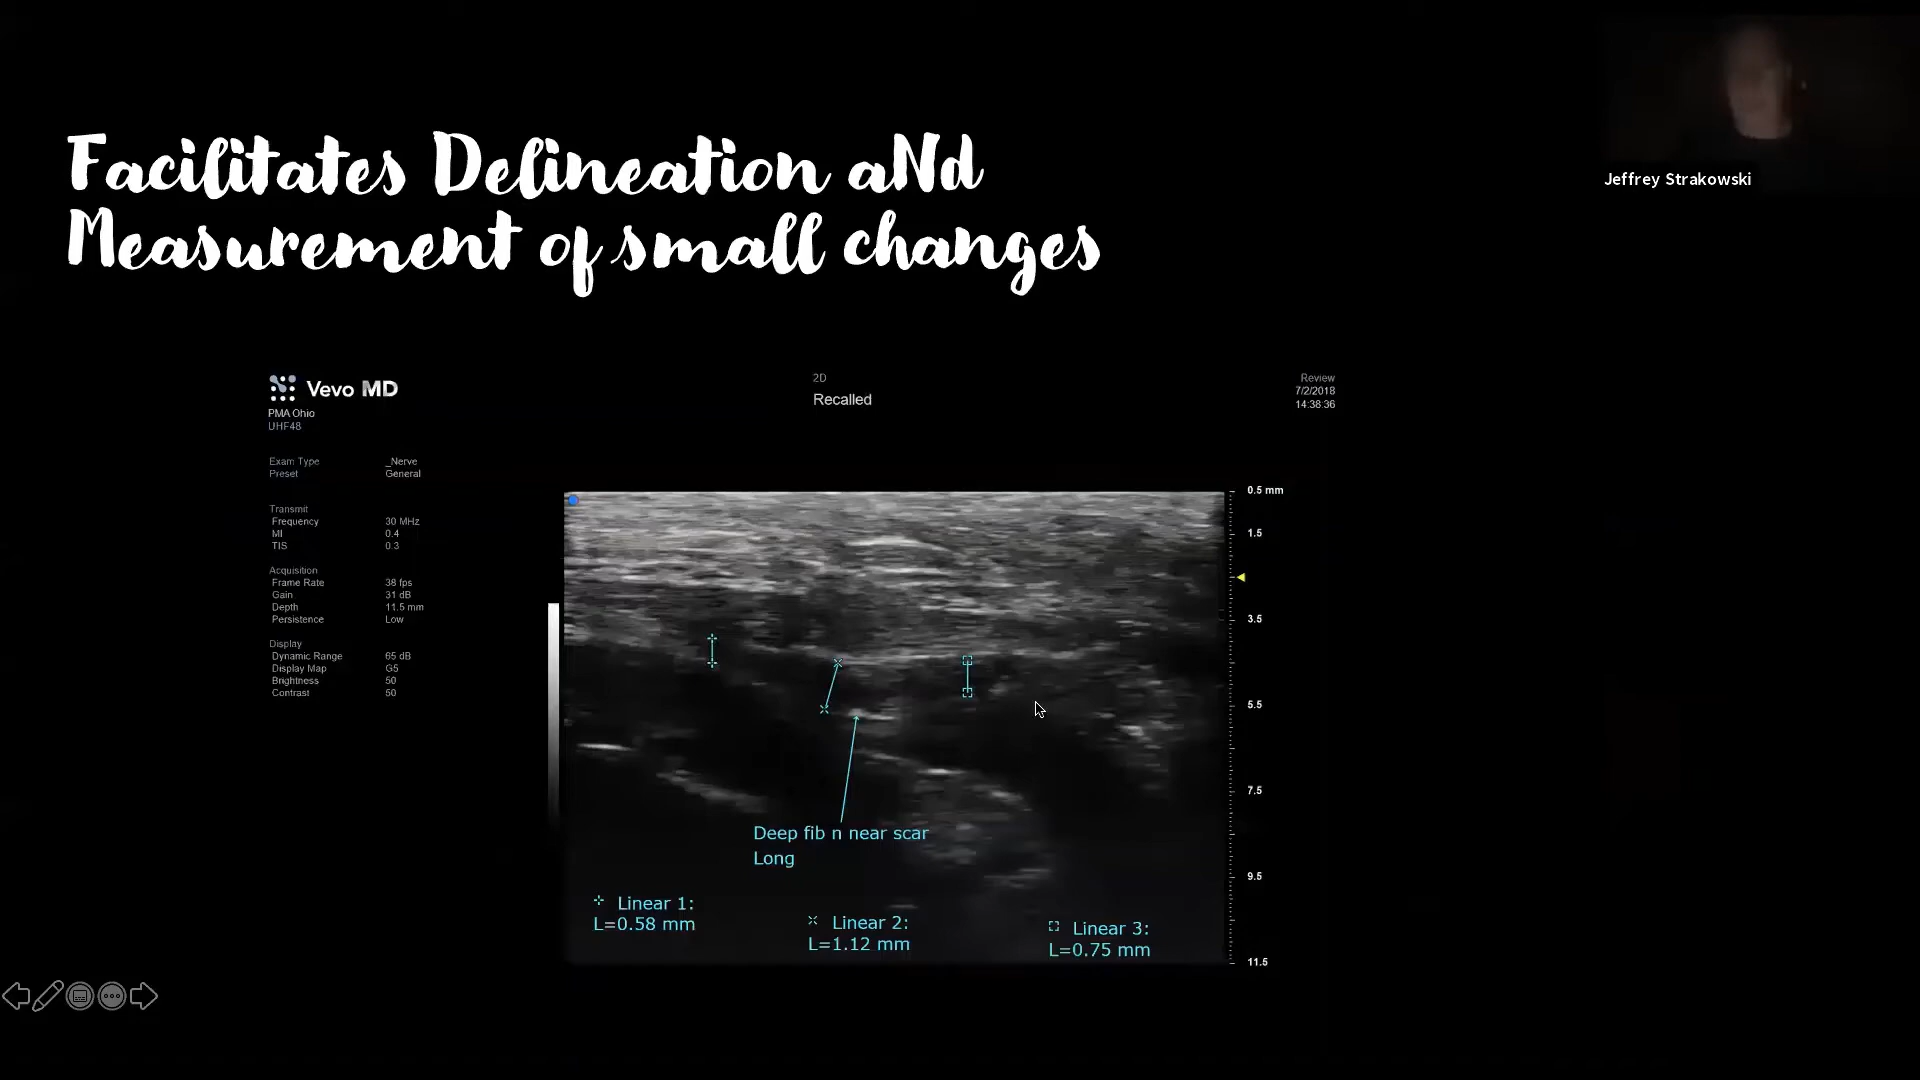 Facilitates Delineation aNd
Measurement of small changes
Jeffrey Strakowski
Vevo MD
PMA Ohio
UHF48
2D
Recalled
Review
7/2/2018
14:38:36
Exam Type _Nerve
Preset General
Transmit
Frequency 30 MHz
MI 0.4
TIS 0.3
Acquisition
Frame Rate 38 fps
Gain 31 dB
Depth 11.5 mm
Persistence Low
Display
Dynamic Range 65 dB
Display Map G5
Brightness 50
Contrast 50
0.5 mm
1.5
3.5
5.5
7.5
9.5
11.5
Deep fib n near scar
Long
Linear 1:
L=0.58 mm
Linear 2:
L=1.12 mm
Linear 3:
L=0.75 mm